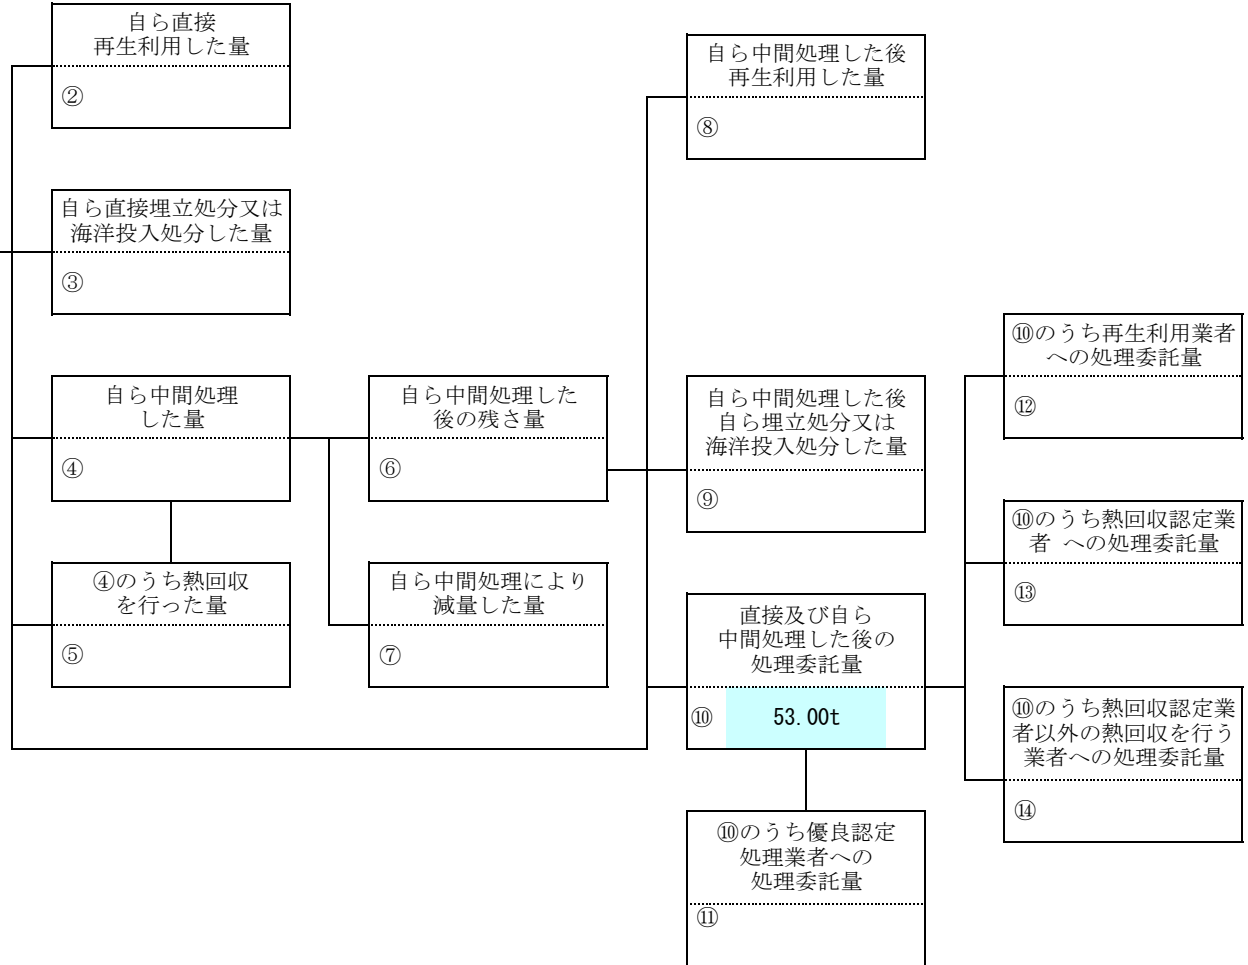 自ら直接
再生利用した量
②
自ら直接埋立処分又は
海洋投入処分した量
③
自ら中間処理
した量
④
④のうち熱回収
を行った量
⑤
自ら中間処理した
後の残さ量
⑥
自ら中間処理により
減量した量
⑦
自ら中間処理した後
再生利用した量
⑧
自ら中間処理した後
自ら埋立処分又は
海洋投入処分した量
⑨
直接及び自ら
中間処理した後の
処理委託量
⑩ 53.00t
⑩のうち優良認定
処理業者への
処理委託量
⑪
⑩のうち再生利用業者
への処理委託量
⑫
⑩のうち熱回収認定業
者 への処理委託量
⑬
⑩のうち熱回収認定業
者以外の熱回収を行う
業者への処理委託量
⑭